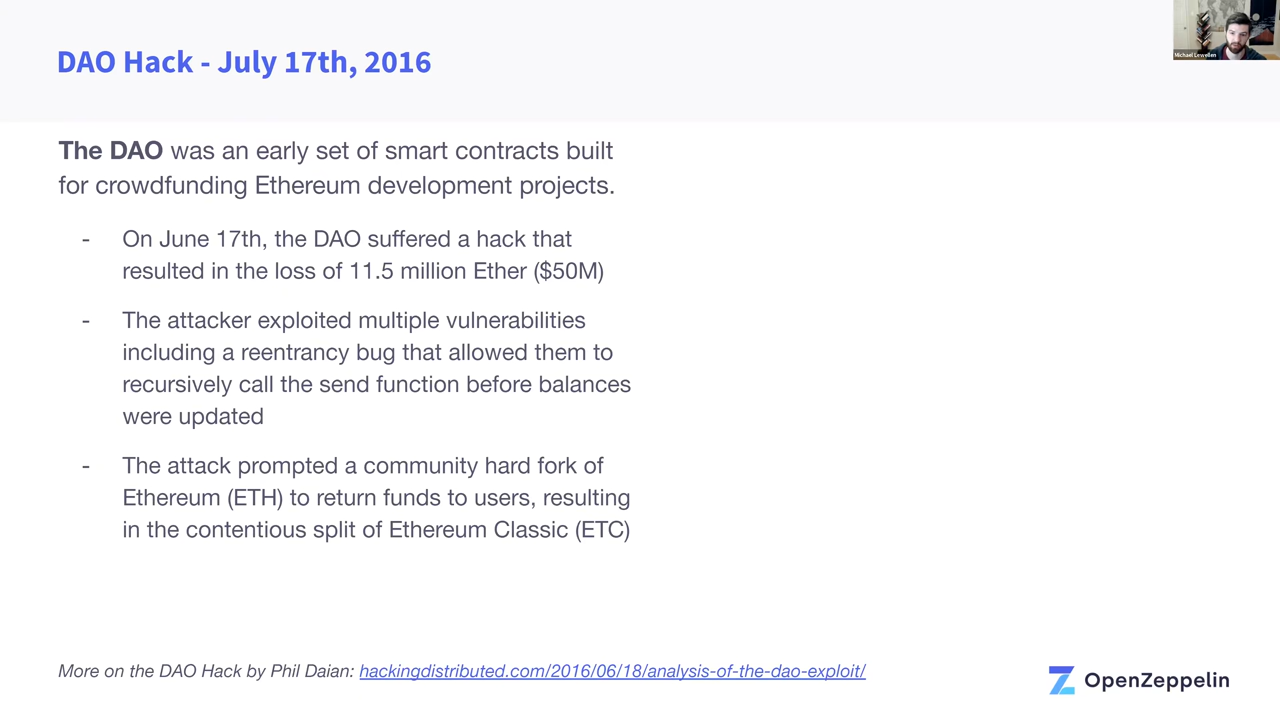 DAO Hack - July 17th, 2016
Michael Lewellen
The DAO was an early set of smart contracts built
for crowdfunding Ethereum development projects.
- On June 17th, the DAO suffered a hack that
resulted in the loss of 11.5 million Ether ($50M)
- The attacker exploited multiple vulnerabilities
including a reentrancy bug that allowed them to
recursively call the send function before balances
were updated
- The attack prompted a community hard fork of
Ethereum (ETH) to return funds to users, resulting
in the contentious split of Ethereum Classic (ETC)
More on the DAO Hack by Phil Daian: hackingdistributed.com/2016/06/18/analysis-of-the-dao-exploit/
OpenZeppelin